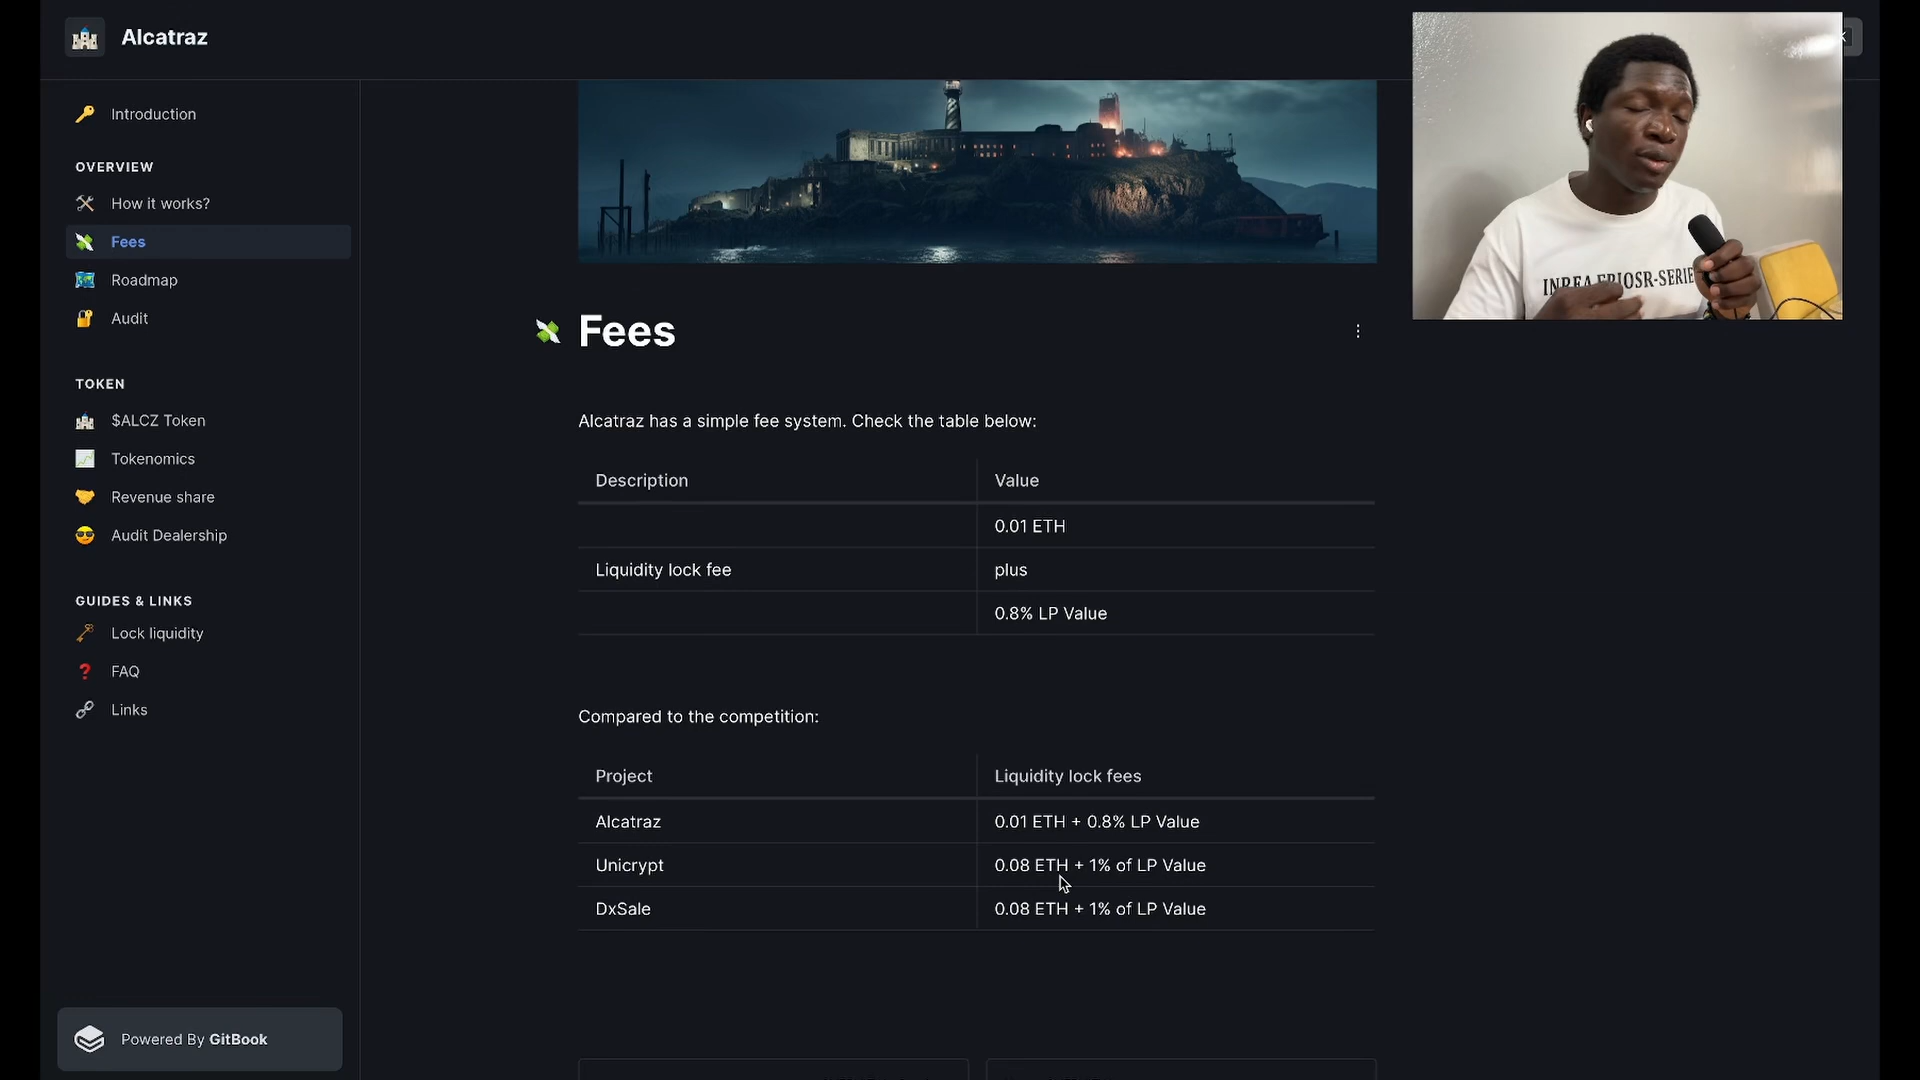 Alcatraz
Introduction
OVERVIEW
How it works?
Fees
Roadmap
Audit
TOKEN
$ALCZ Token
Tokenomics
Revenue share
Audit Dealership
GUIDES & LINKS
Lock liquidity
FAQ
Links
Powered By GitBook
Fees
Alcatraz has a simple fee system. Check the table below:
Description Value
0.01 ETH
Liquidity lock fee plus
0.8% LP Value
Compared to the competition:
Project Liquidity lock fees
Alcatraz 0.01 ETH + 0.8% LP Value
Unicrypt 0.08 ETH + 1% of LP Value
DxSale 0.08 ETH + 1% of LP Value